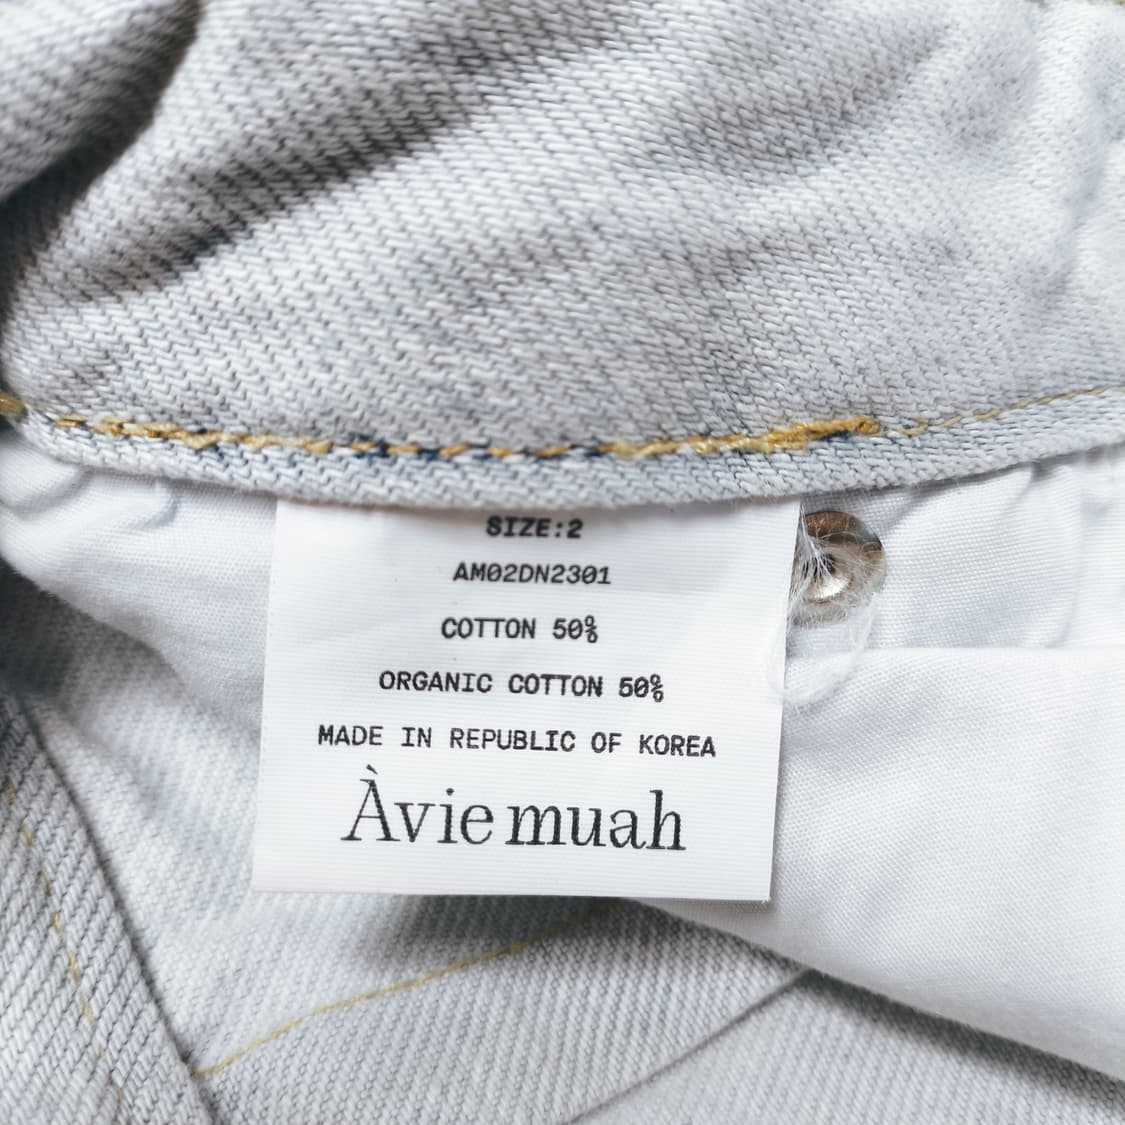 SIZE:2
AM02DN2301
COTTON 50%
ORGANIC COTTON 50%
MADE IN REPUBLIC OF KOREA
Àvie muah